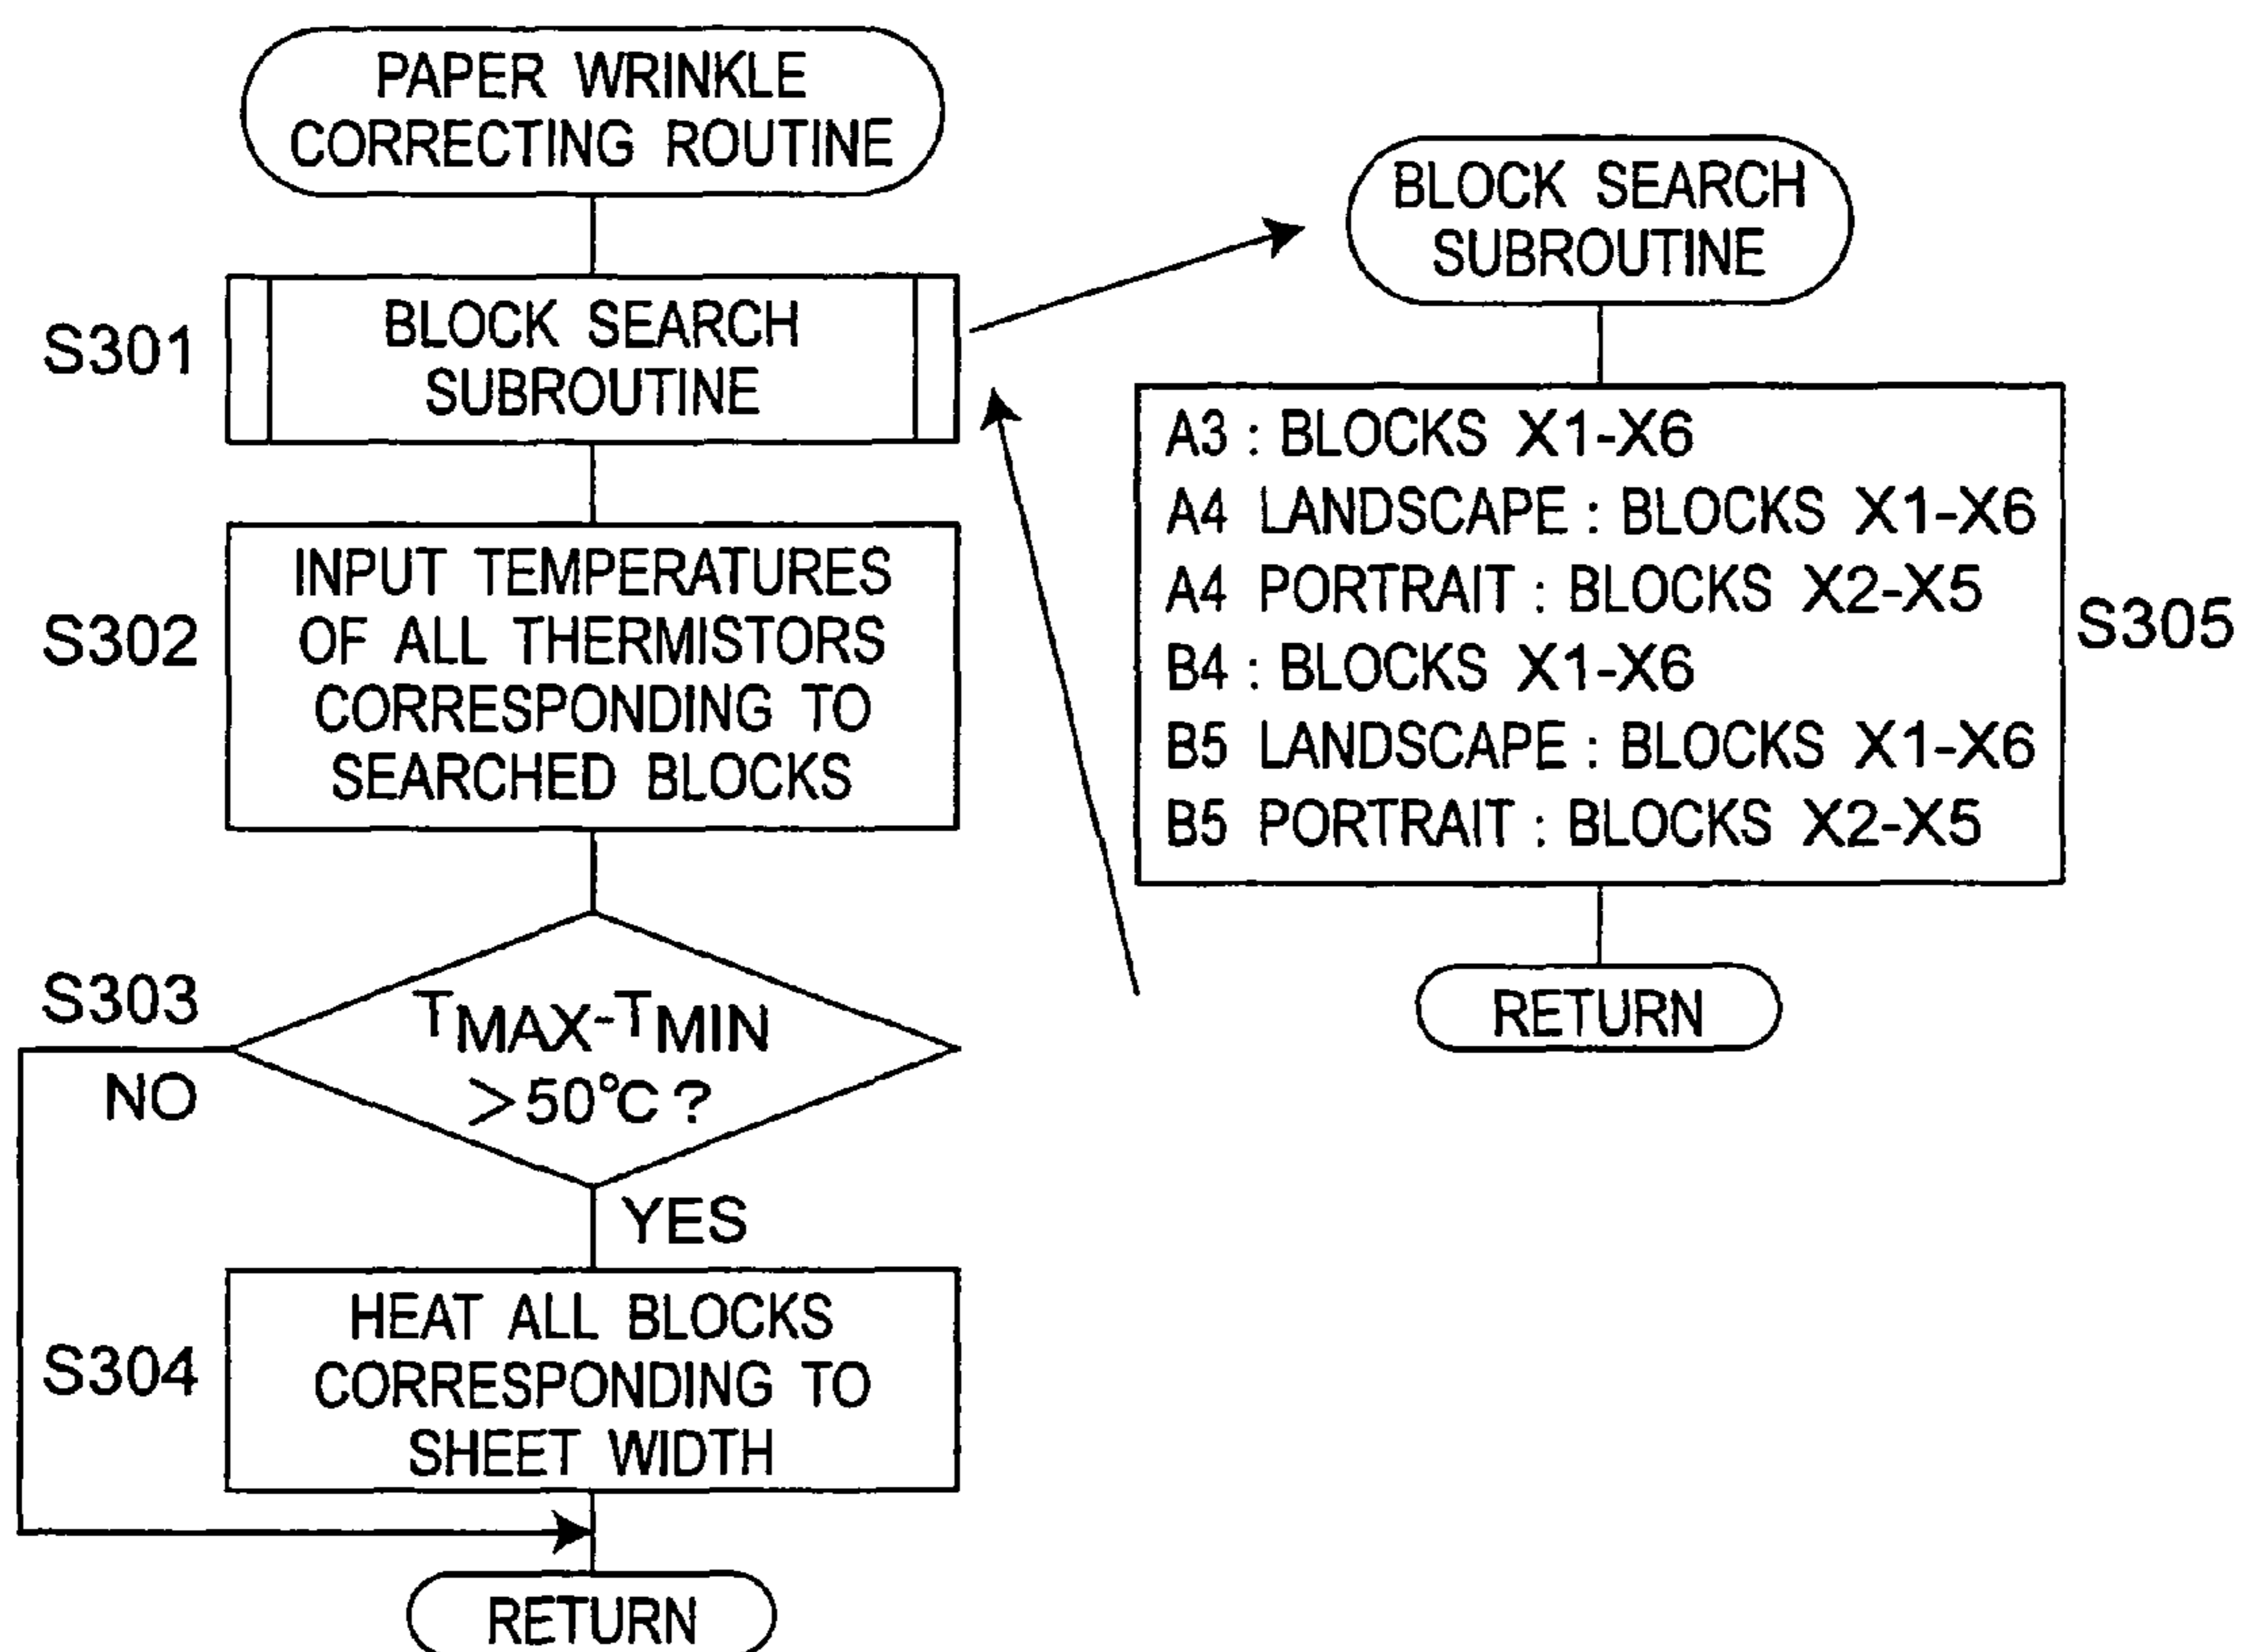 PAPER WRINKLE
CORRECTING ROUTINE
S301
BLOCK SEARCH
SUBROUTINE
S302
INPUT TEMPERATURES
OF ALL THERMISTORS
CORRESPONDING TO
SEARCHED BLOCKS
S303
TMAX-TMIN
>50°C ?
NO
YES
S304
HEAT ALL BLOCKS
CORRESPONDING TO
SHEET WIDTH
RETURN
BLOCK SEARCH
SUBROUTINE
A3 : BLOCKS X1-X6
A4 LANDSCAPE : BLOCKS X1-X6
A4 PORTRAIT : BLOCKS X2-X5
B4 : BLOCKS X1-X6
B5 LANDSCAPE : BLOCKS X1-X6
B5 PORTRAIT : BLOCKS X2-X5
S305
RETURN